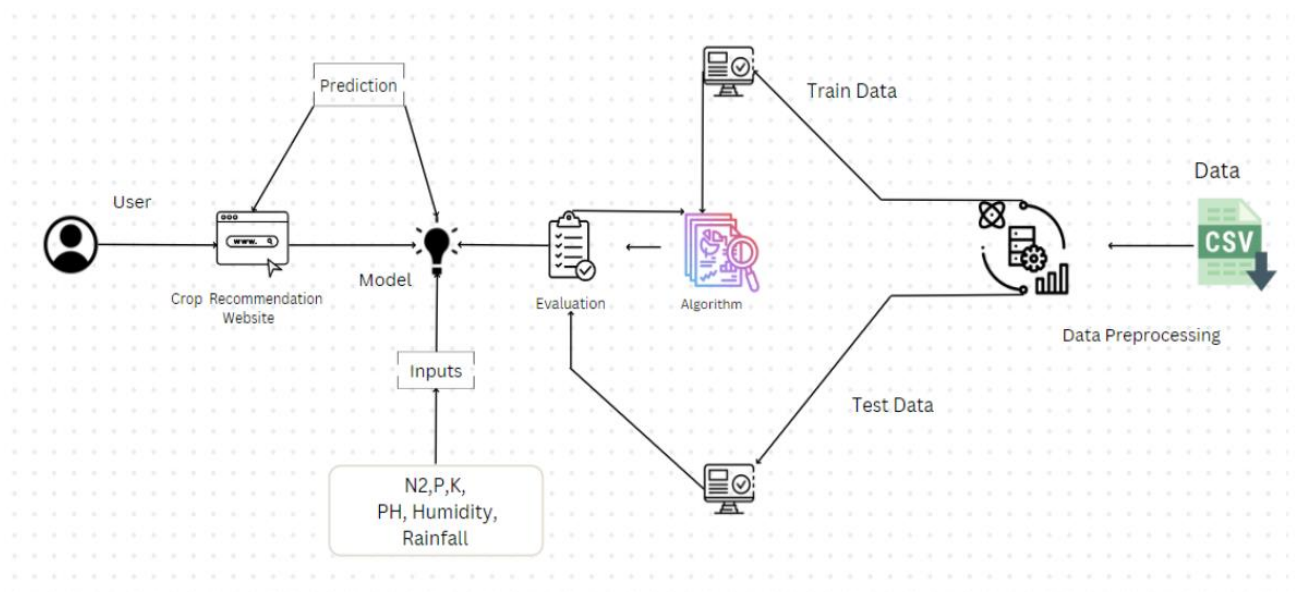 Prediction
Train Data
Data
User
CSV
www.
Model
Crop Recommendation
Website
Evaluation
Algorithm
Data Preprocessing
Inputs
Test Data
N2,P,K,
PH, Humidity,
Rainfall